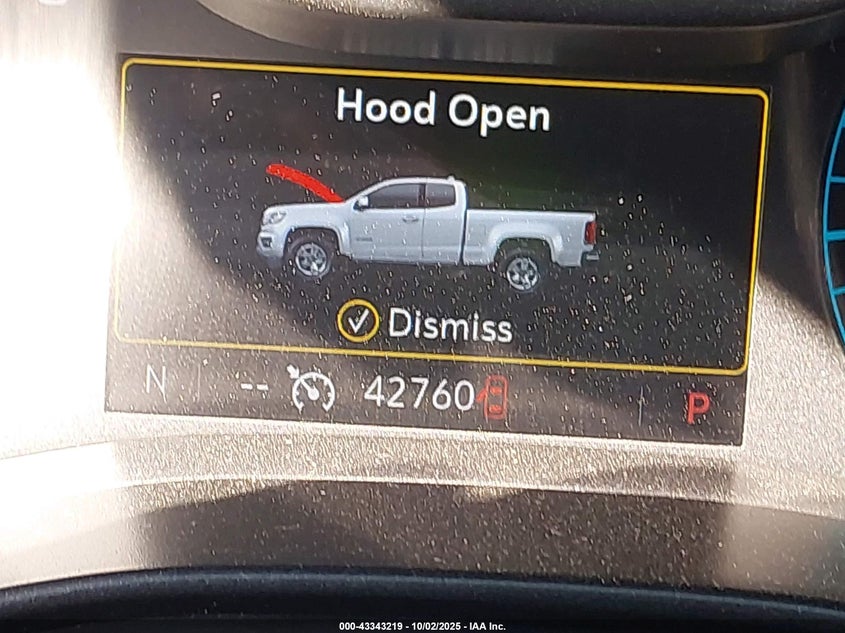 Hood Open
Dismiss
N -- 42760 P
000-43343219 - 10/02/2025 - IAA Inc.